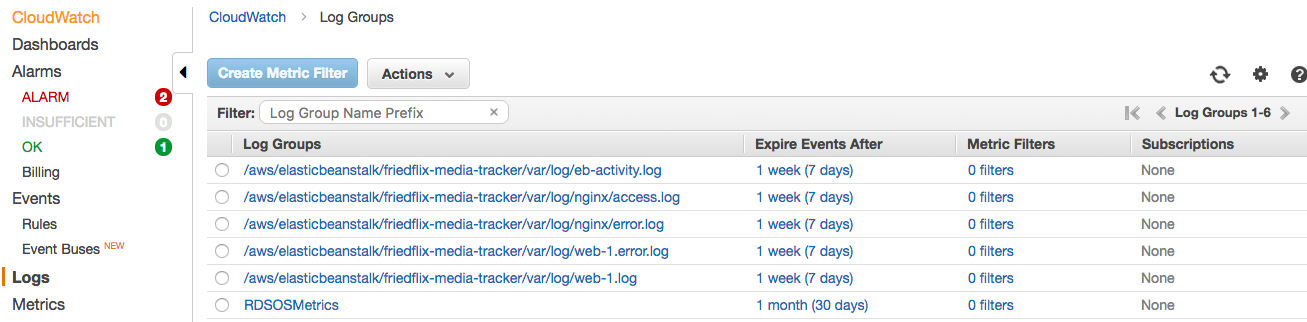 CloudWatch
Dashboards
Alarms
ALARM 2
INSUFFICIENT 0
OK 1
Billing
Events
Rules
Event Buses NEW
Logs
Metrics
CloudWatch > Log Groups
Create Metric Filter Actions
Filter: Log Group Name Prefix × Log Groups 1-6
Log Groups Expire Events After Metric Filters Subscriptions
/aws/elasticbeanstalk/friedflix-media-tracker/var/log/eb-activity.log 1 week (7 days) 0 filters None
/aws/elasticbeanstalk/friedflix-media-tracker/var/log/nginx/access.log 1 week (7 days) 0 filters None
/aws/elasticbeanstalk/friedflix-media-tracker/var/log/nginx/error.log 1 week (7 days) 0 filters None
/aws/elasticbeanstalk/friedflix-media-tracker/var/log/web-1.error.log 1 week (7 days) 0 filters None
/aws/elasticbeanstalk/friedflix-media-tracker/var/log/web-1.log 1 week (7 days) 0 filters None
RDSOSMetrics 1 month (30 days) 0 filters None